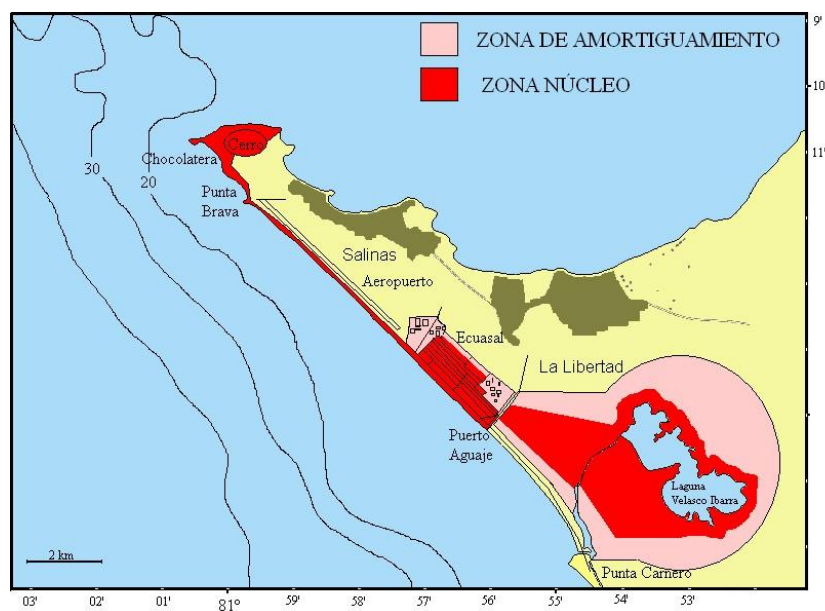 ZONA DE AMORTIGUAMIENTO
ZONA NÚCLEO
9'
10'
11'
Cerro
Chocolatera
30
20
Punta
Brava
Salinas
Aeropuerto
Ecuasal
La Libertad
Puerto
Aguaje
Laguna
Velasco Ibarra
2 km
Punta Carnero
03'
02'
01'
81°
59'
58'
57'
56'
55'
54'
53'